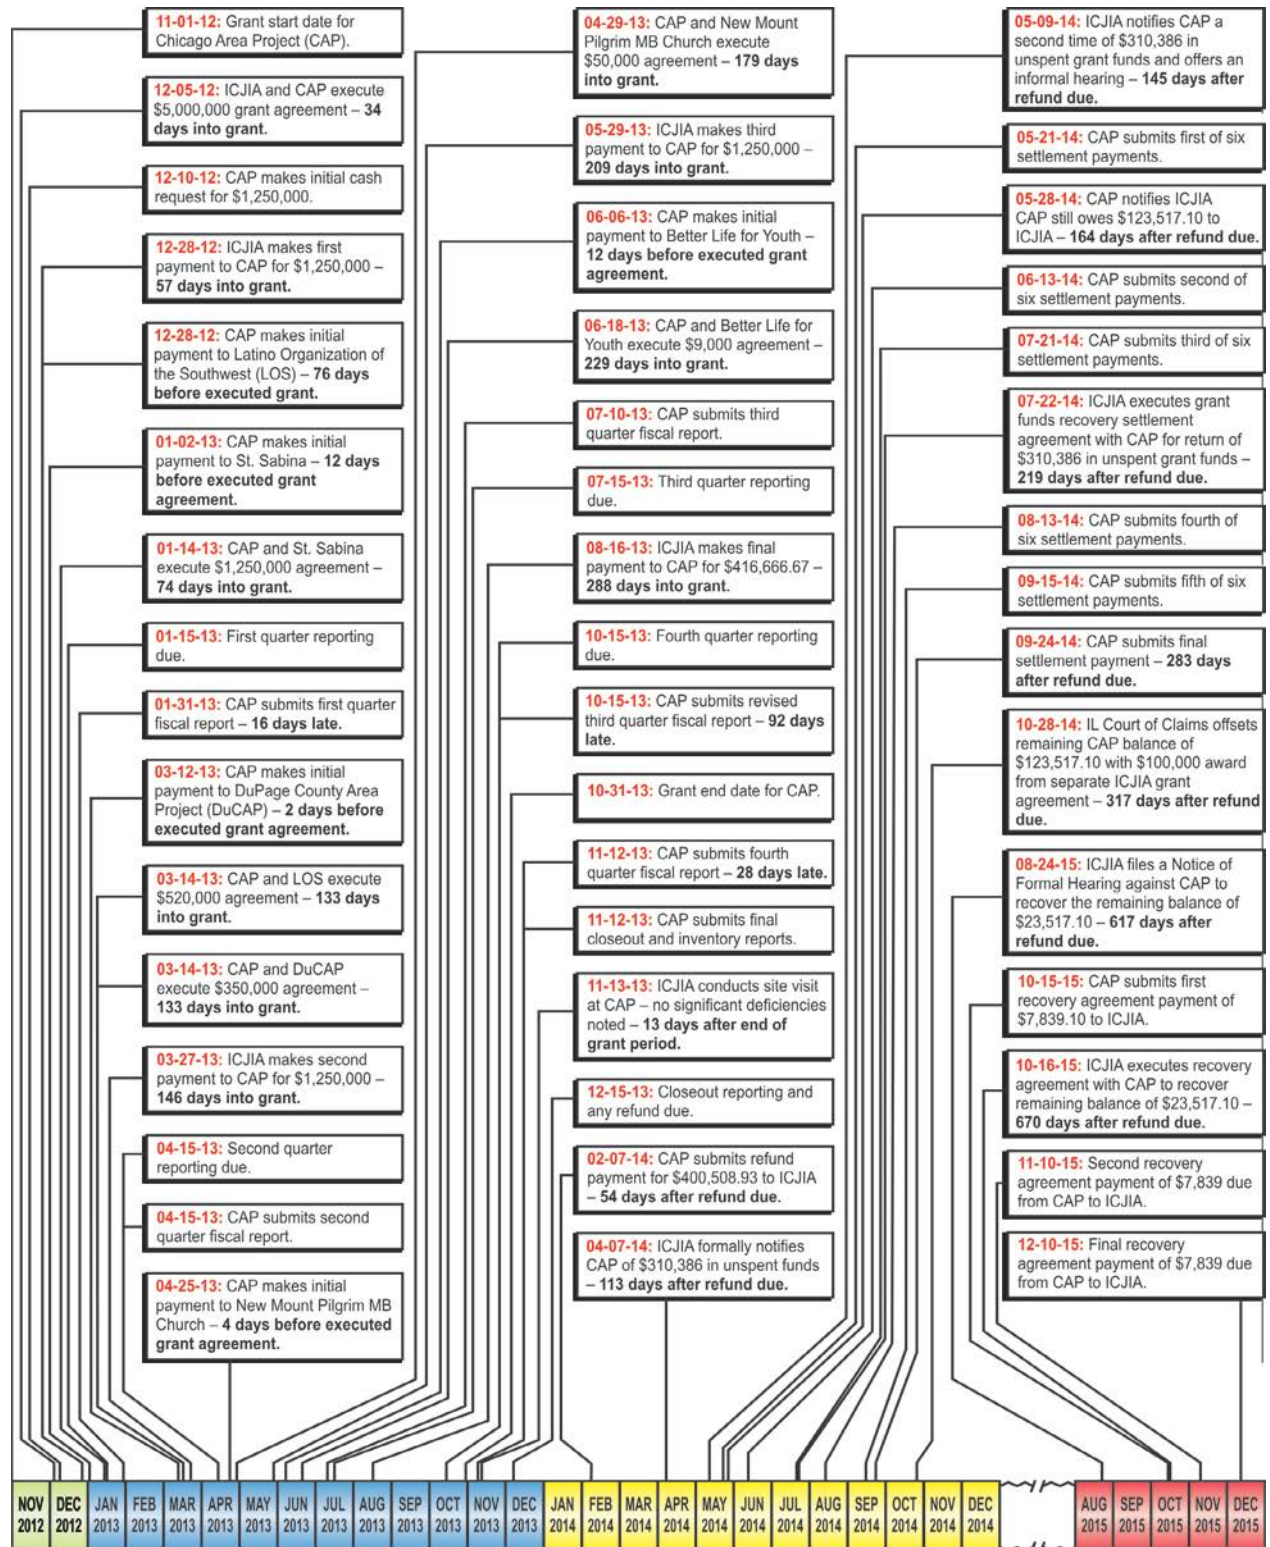 11-01-12: Grant start date for
Chicago Area Project (CAP).
12-05-12: ICJIA and CAP execute
$5,000,000 grant agreement – 34
days into grant.
12-10-12: CAP makes initial cash
request for $1,250,000.
12-28-12: ICJIA makes first
payment to CAP for $1,250,000 –
57 days into grant.
12-28-12: CAP makes initial
payment to Latino Organization of
the Southwest (LOS) – 76 days
before executed grant.
01-02-13: CAP makes initial
payment to St. Sabina – 12 days
before executed grant
agreement.
01-14-13: CAP and St. Sabina
execute $1,250,000 agreement –
74 days into grant.
01-15-13: First quarter reporting
due.
01-31-13: CAP submits first quarter
fiscal report – 16 days late.
03-12-13: CAP makes initial
payment to DuPage County Area
Project (DuCAP) – 2 days before
executed grant agreement.
03-14-13: CAP and LOS execute
$520,000 agreement – 133 days
into grant.
03-14-13: CAP and DuCAP
execute $350,000 agreement –
133 days into grant.
03-27-13: ICJIA makes second
payment to CAP for $1,250,000 –
146 days into grant.
04-15-13: Second quarter
reporting due.
04-15-13: CAP submits second
quarter fiscal report.
04-25-13: CAP makes initial
payment to New Mount Pilgrim MB
Church – 4 days before executed
grant agreement.
04-29-13: CAP and New Mount
Pilgrim MB Church execute
$50,000 agreement – 179 days
into grant.
05-29-13: ICJIA makes third
payment to CAP for $1,250,000 –
209 days into grant.
06-06-13: CAP makes initial
payment to Better Life for Youth –
12 days before executed grant
agreement.
06-18-13: CAP and Better Life for
Youth execute $9,000 agreement –
229 days into grant.
07-10-13: CAP submits third
quarter fiscal report.
07-15-13: Third quarter reporting
due.
08-16-13: ICJIA makes final
payment to CAP for $416,666.67 –
288 days into grant.
10-15-13: Fourth quarter reporting
due.
10-15-13: CAP submits revised
third quarter fiscal report – 92 days
late.
10-31-13: Grant end date for CAP.
11-12-13: CAP submits fourth
quarter fiscal report – 28 days late.
11-12-13: CAP submits final
closeout and inventory reports.
11-13-13: ICJIA conducts site visit
at CAP – no significant deficiencies
noted – 13 days after end of
grant period.
12-15-13: Closeout reporting and
any refund due.
02-07-14: CAP submits refund
payment for $400,508.93 to ICJIA
– 54 days after refund due.
04-07-14: ICJIA formally notifies
CAP of $310,386 in unspent funds
– 113 days after refund due.
05-09-14: ICJIA notifies CAP a
second time of $310,386 in
unspent grant funds and offers an
informal hearing – 145 days after
refund due.
05-21-14: CAP submits first of six
settlement payments.
05-28-14: CAP notifies ICJIA
CAP still owes $123,517.10 to
ICJIA – 164 days after refund due.
06-13-14: CAP submits second of
six settlement payments.
07-21-14: CAP submits third of six
settlement payments.
07-22-14: ICJIA executes grant
funds recovery settlement
agreement with CAP for return of
$310,386 in unspent grant funds –
219 days after refund due.
08-13-14: CAP submits fourth of
six settlement payments.
09-15-14: CAP submits fifth of six
settlement payments.
09-24-14: CAP submits final
settlement payment – 283 days
after refund due.
10-28-14: IL Court of Claims offsets
remaining CAP balance of
$123,517.10 with $100,000 award
from separate ICJIA grant
agreement – 317 days after refund
due.
08-24-15: ICJIA files a Notice of
Formal Hearing against CAP to
recover the remaining balance of
$23,517.10 – 617 days after
refund due.
10-15-15: CAP submits first
recovery agreement payment of
$7,839.10 to ICJIA.
10-16-15: ICJIA executes recovery
agreement with CAP to recover
remaining balance of $23,517.10 –
670 days after refund due.
11-10-15: Second recovery
agreement payment of $7,839 due
from CAP to ICJIA.
12-10-15: Final recovery
agreement payment of $7,839 due
from CAP to ICJIA.
NOV DEC JAN FEB MAR APR MAY JUN JUL AUG SEP OCT NOV DEC JAN FEB MAR APR MAY JUN JUL AUG SEP OCT NOV DEC AUG SEP OCT NOV DEC
2012 2012 2013 2013 2013 2013 2013 2013 2013 2013 2013 2013 2013 2013 2014 2014 2014 2014 2014 2014 2014 2014 2014 2014 2014 2014 2015 2015 2015 2015 2015